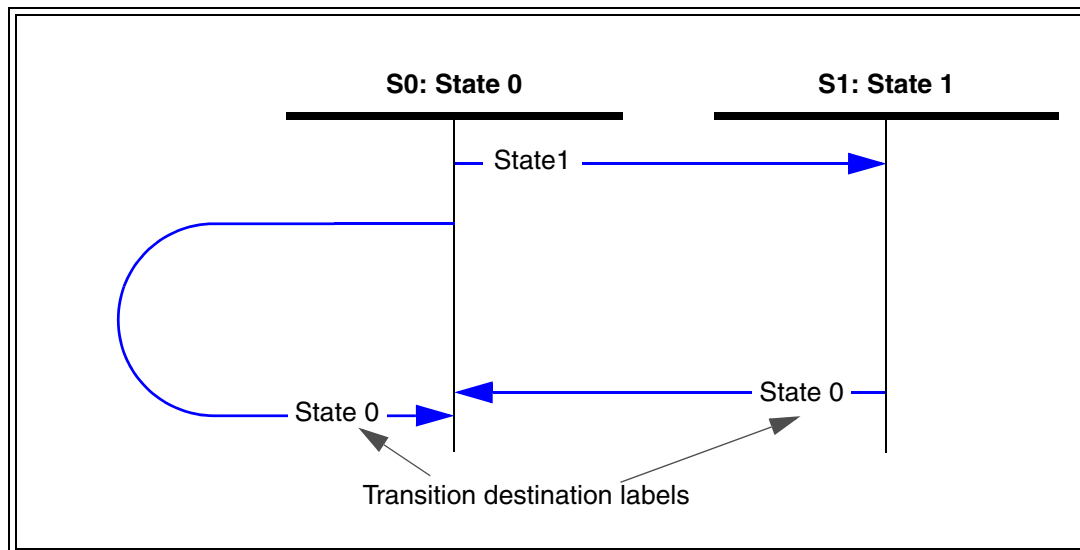 S0: State 0
S1: State 1
State1
State 0
State 0
Transition destination labels